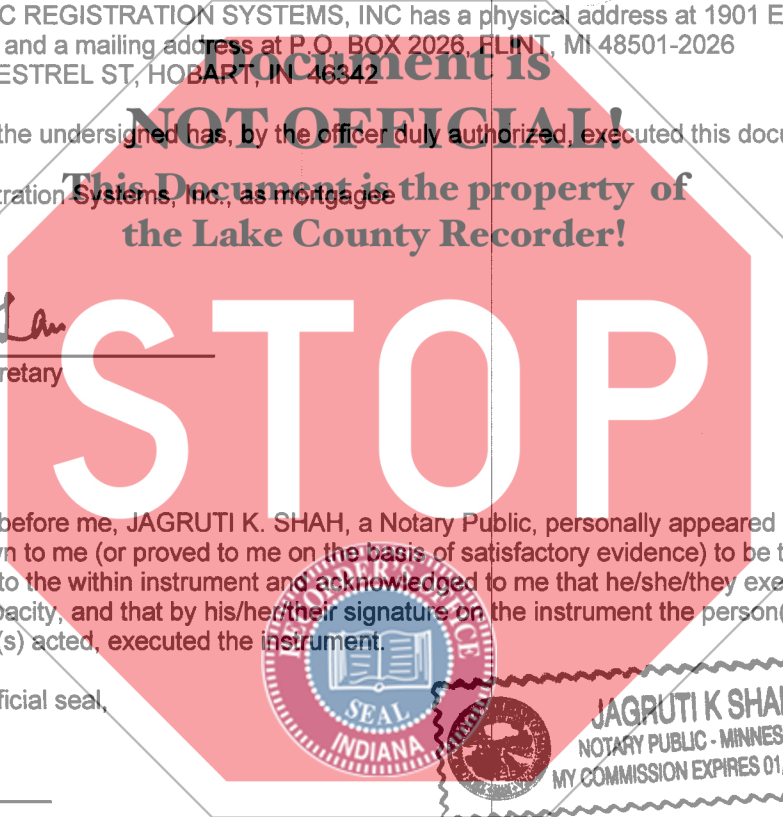 C REGISTRATION SYSTEMS, INC has a physical address at 1901 E
and a mailing address at P.O. BOX 2026, FLINT, MI 48501-2026
ESTREL ST, HOBART, IN 46342
Document is
NOT OFFICIAL!
the undersigned has, by the officer duly authorized, executed this docu
This Document is the property of
tration Systems, Inc., as mortgagee
the Lake County Recorder!
STOP
retary
before me, JAGRUTI K. SHAH, a Notary Public, personally appeared
n to me (or proved to me on the basis of satisfactory evidence) to be t
to the within instrument and acknowledged to me that he/she/they exe
pacity, and that by his/her/their signature on the instrument the person(
(s) acted, executed the instrument.
ficial seal,
RECORDER'S OFFICE
SEAL
INDIANA
JAGRUTI K SHAH
NOTARY PUBLIC - MINNES
MY COMMISSION EXPIRES 01